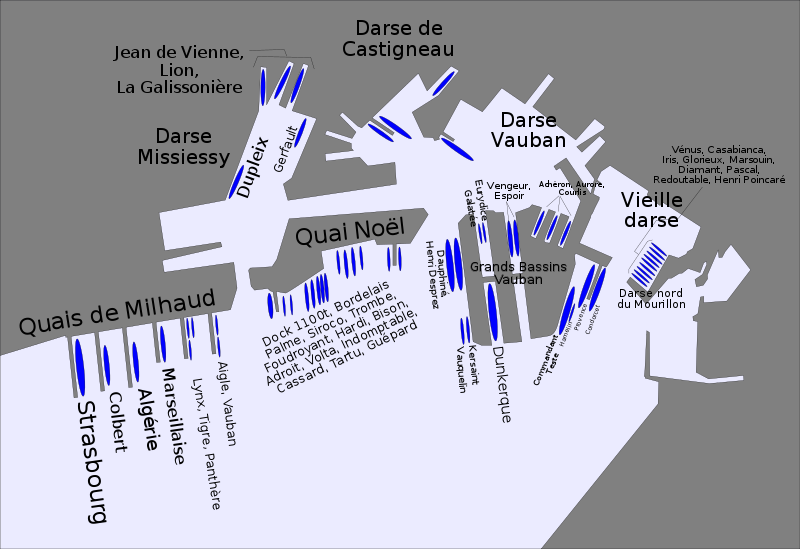 Darse de
Castigneau
Jean de Vienne,
Lion,
La Galissonière
Darse
Missiessy
Dupleix
Gerfault
Darse
Vauban
Vénus, Casabianca,
Iris, Glorieux, Marsouin,
Diamant, Pascal,
Redoutable, Henri Poincaré
Vieille
darse
Vengeur,
Espoir
Achéron, Aurore,
Courlis
Eurydice
Galatée
Quai Noël
Dauphine
Henri Desprez
Grands Bassins
Vauban
Darse nord
du Mourillon
Quais de Milhaud
Dock 1100t, Bordelais
Palme, Siroco, Trombe,
Foudroyant, Hardi, Bison,
Adroit, Volta, Indomptable,
Cassard, Tartu, Guépard
Kersaint
Vauquelin
Dunkerque
Commandant
Teste
Hamelin
Provence
Condorcet
Strasbourg
Colbert
Algérie
Marseillaise
Lynx, Tigre, Panthère
Aigle, Vauban